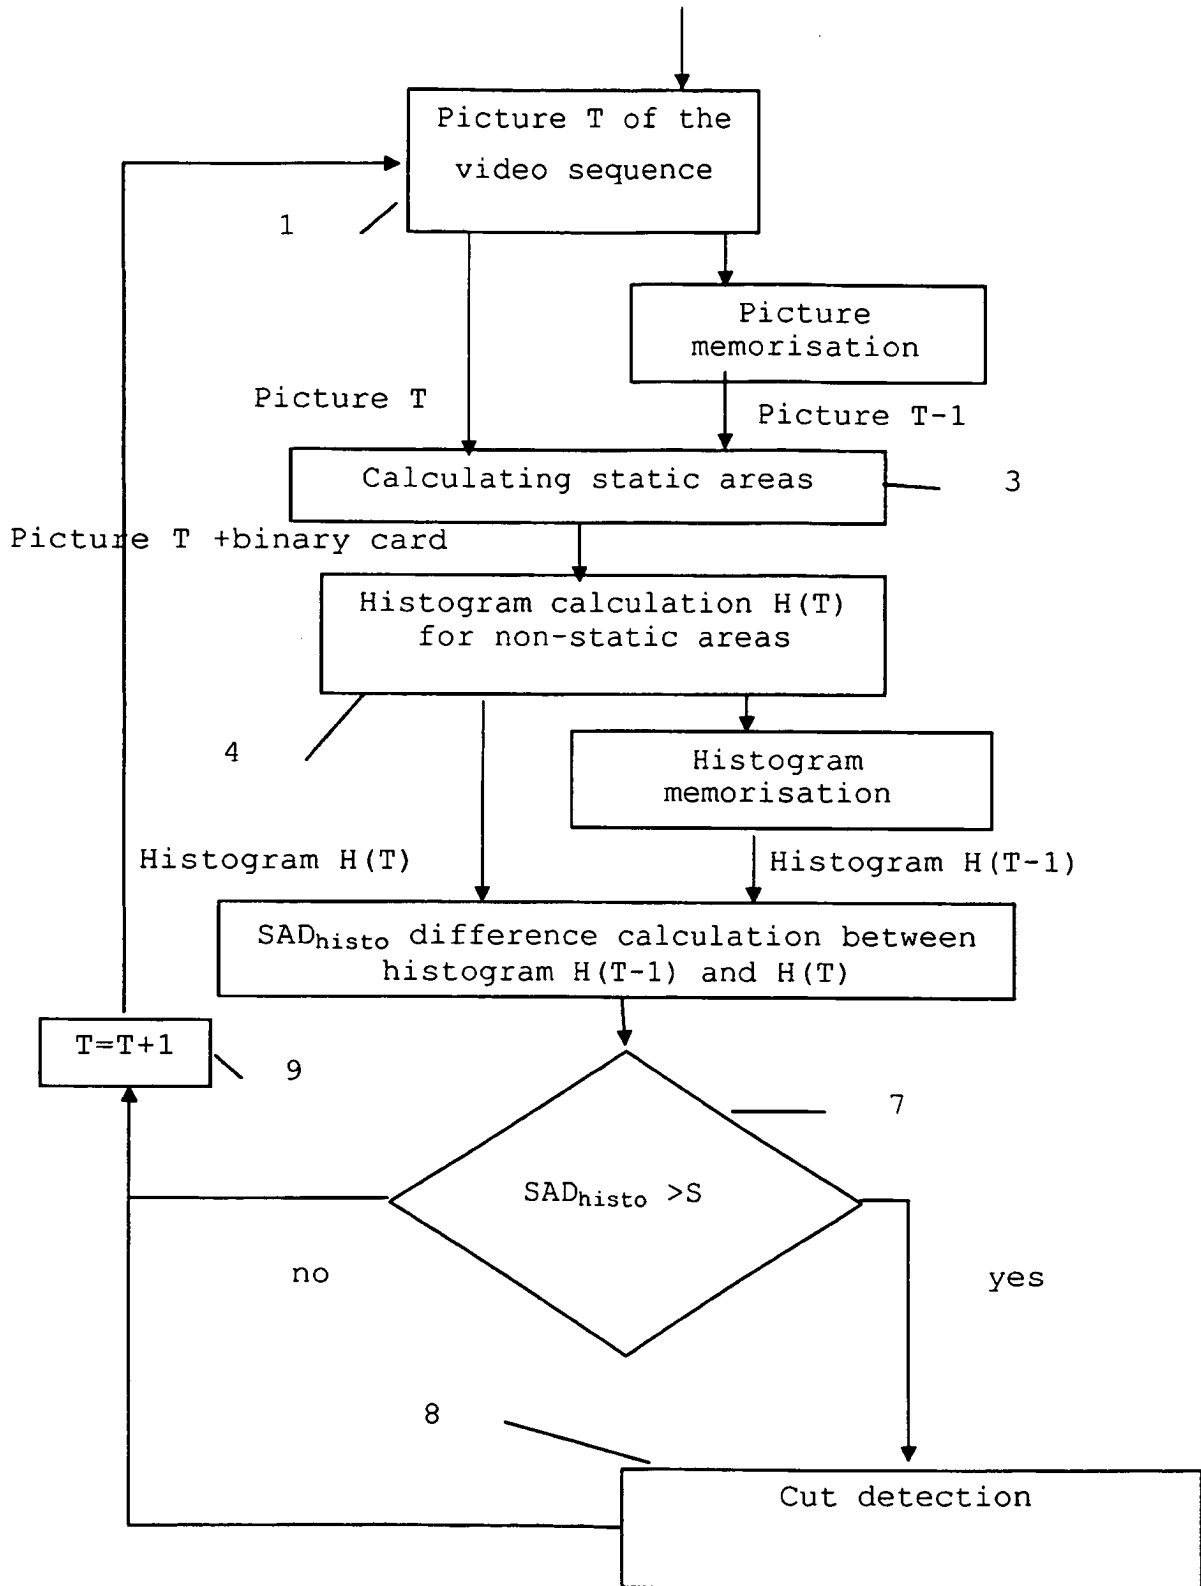 Picture T of the
video sequence
1
Picture
memorisation
Picture T
Picture T-1
Calculating static areas
3
Picture T +binary card
Histogram calculation H(T)
for non-static areas
4
Histogram
memorisation
Histogram H(T)
Histogram H(T-1)
SADhisto difference calculation between
histogram H(T-1) and H(T)
T=T+1
9
7
SADhisto >S
no
yes
8
Cut detection